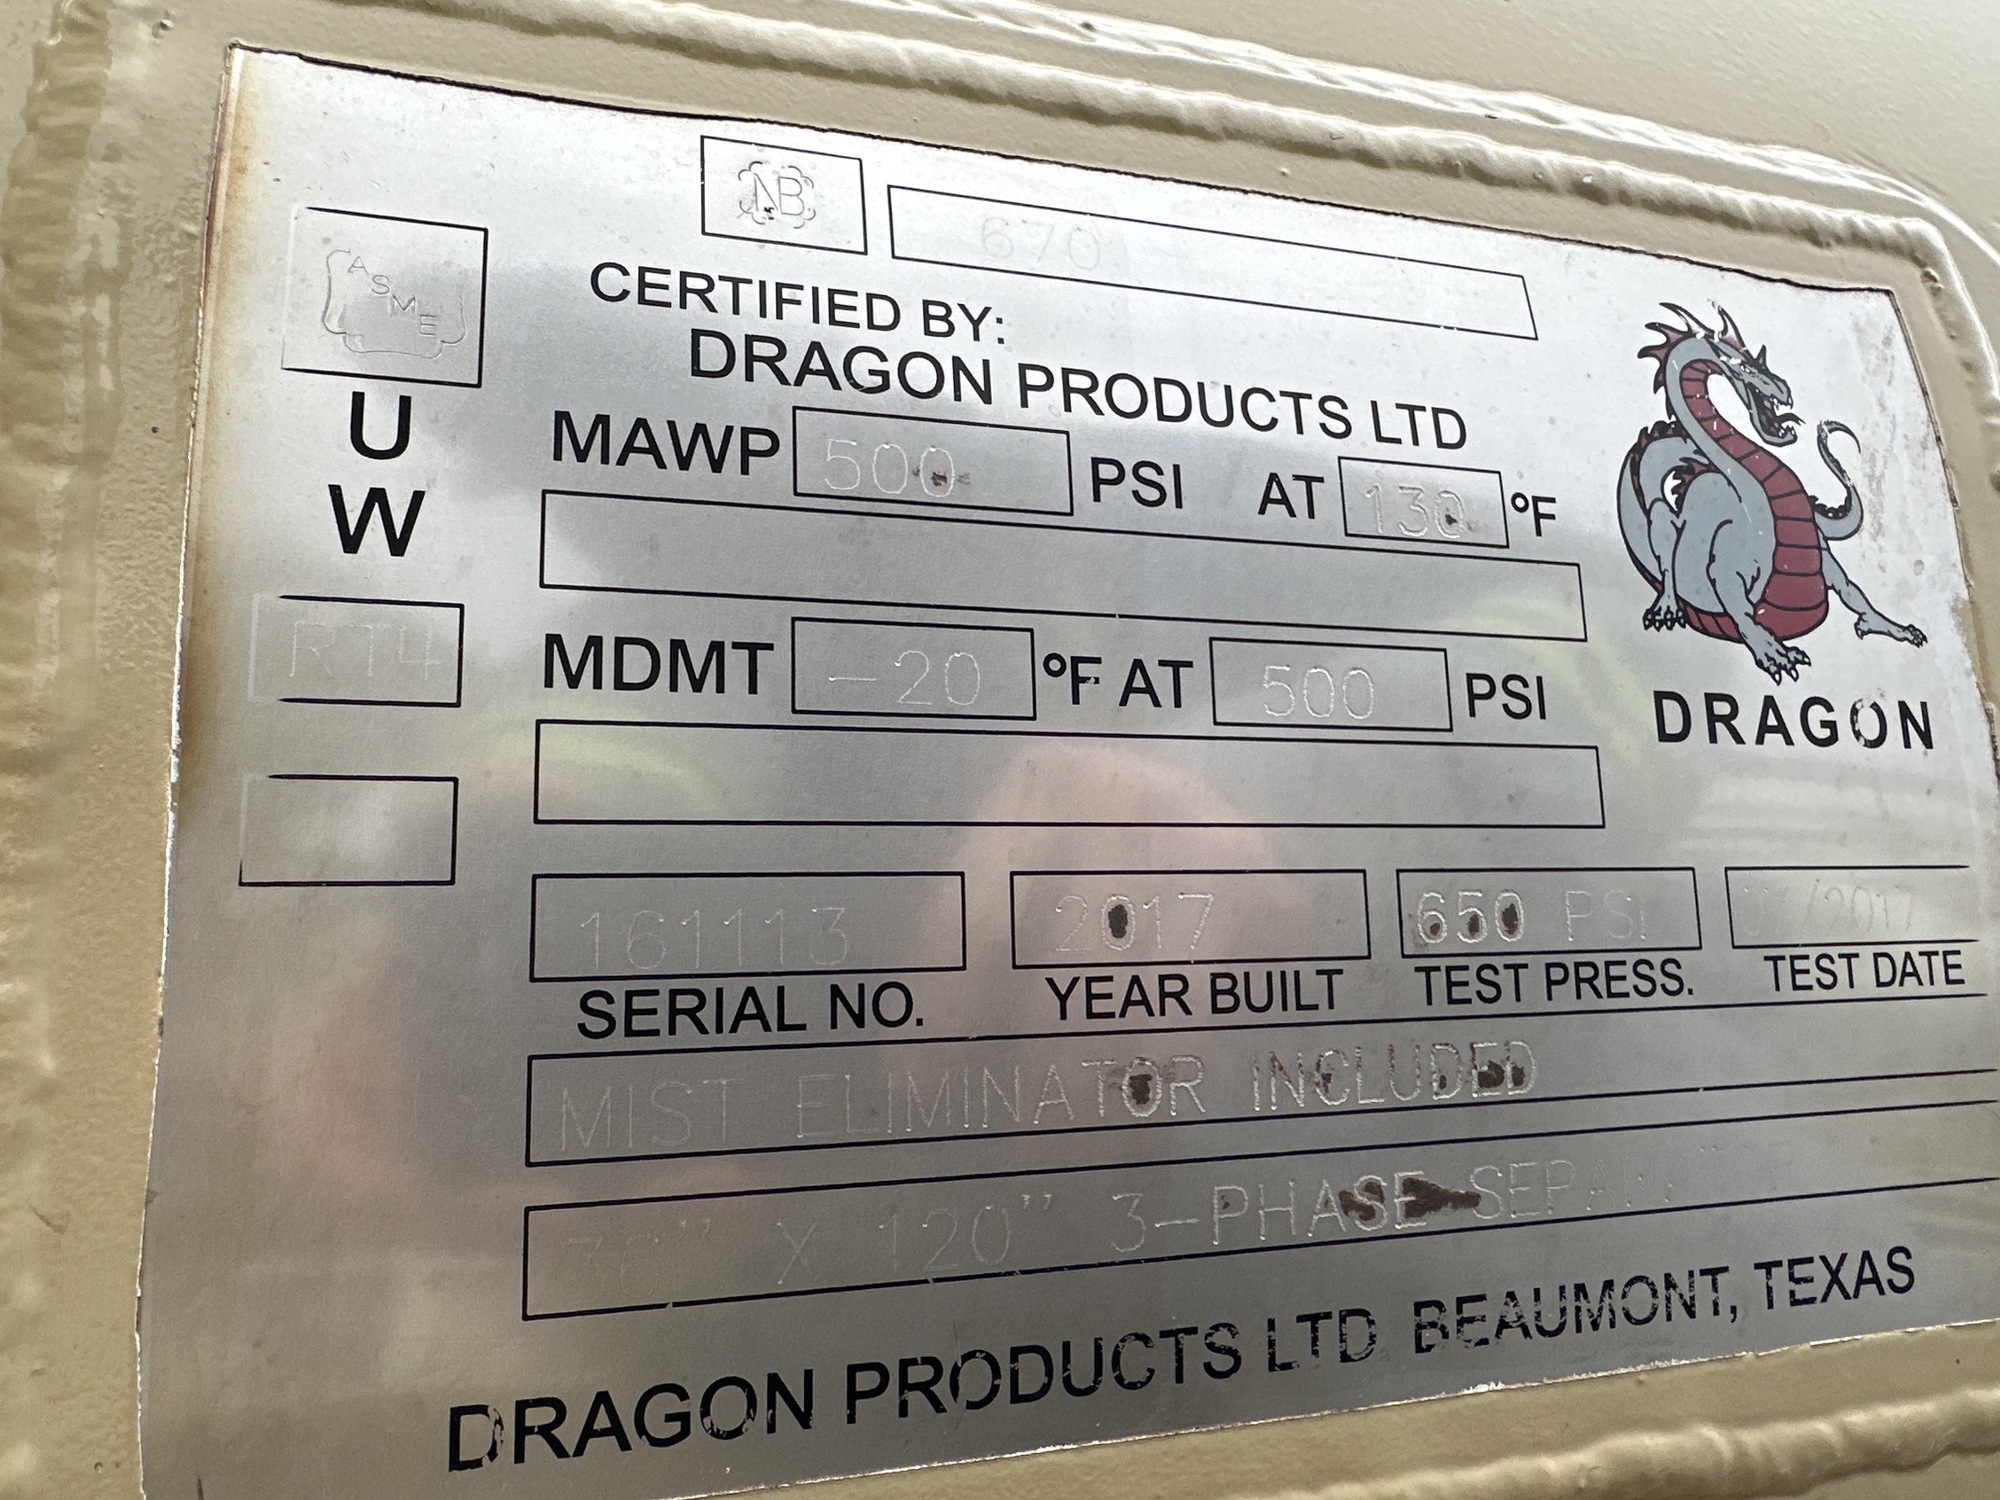 NB 670
ASME
CERTIFIED BY:
DRAGON PRODUCTS LTD
U
W
MAWP 500 PSI AT 130 °F
RT4
MDMT -20 °F AT 500 PSI
DRAGON
161113 2017 650 PSI /2017
SERIAL NO. YEAR BUILT TEST PRESS. TEST DATE
MIST ELIMINATOR INCLUDED
X 120" 3-PHASE
DRAGON PRODUCTS LTD BEAUMONT, TEXAS